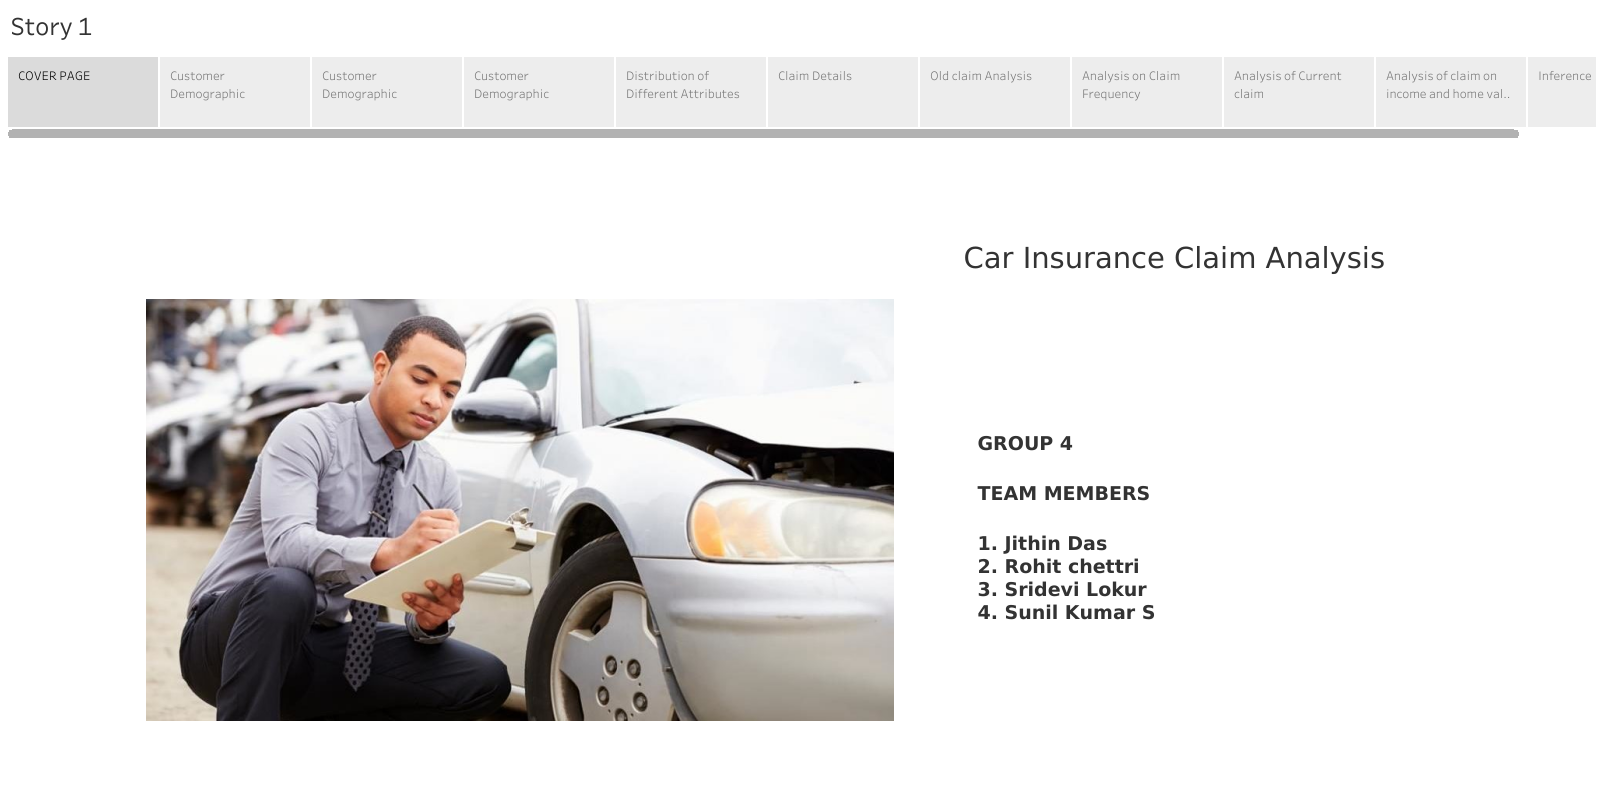 Story 1
COVER PAGE
Customer
Demographic
Customer
Demographic
Customer
Demographic
Distribution of
Different Attributes
Claim Details
Old claim Analysis
Analysis on Claim
Frequency
Analysis of Current
claim
Analysis of claim on
income and home val..
Inference
Car Insurance Claim Analysis
GROUP 4
TEAM MEMBERS
1. Jithin Das
2. Rohit chettri
3. Sridevi Lokur
4. Sunil Kumar S